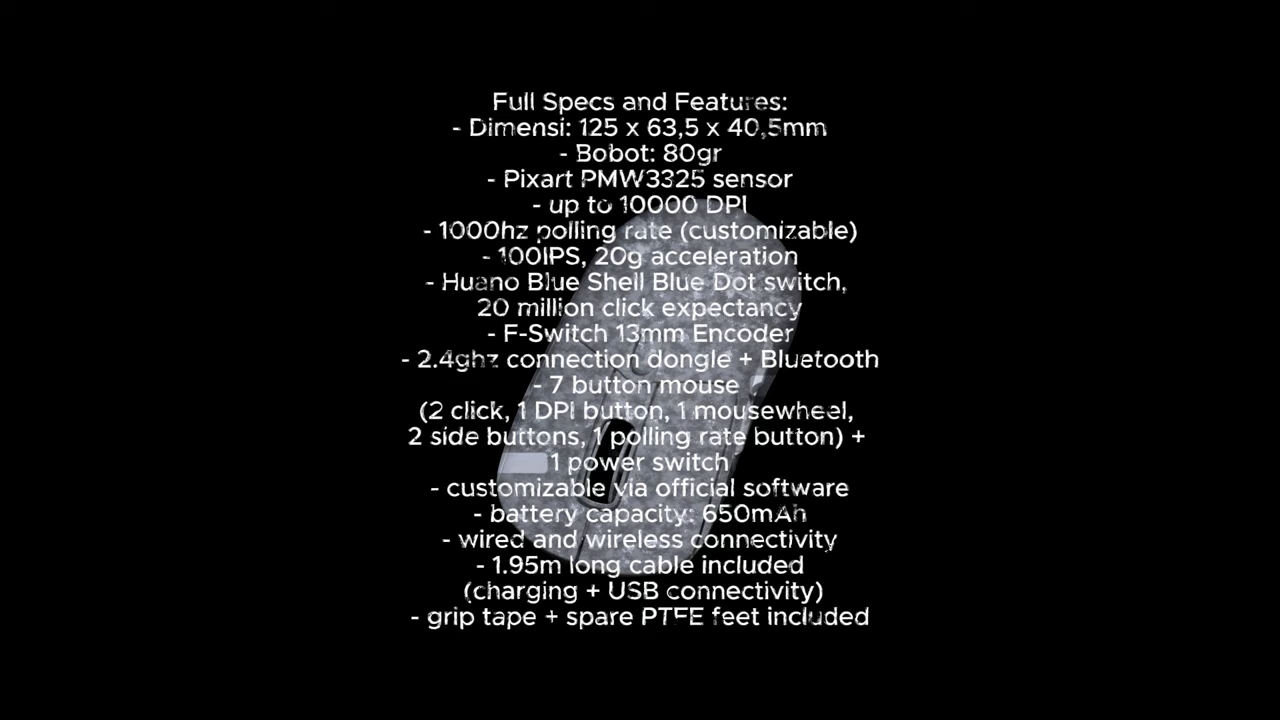 Full Specs and Features:
- Dimensi: 125 x 63,5 x 40,5mm
- Bobot: 80gr
- Pixart PMW3325 sensor
- up to 10000 DPI
- 1000hz polling rate (customizable)
- 100IPS, 20g acceleration
- Huano Blue Shell Blue Dot switch,
20 million click expectancy
- F-Switch 13mm Encoder
- 2.4ghz connection dongle + Bluetooth
- 7 button mouse
(2 click, 1 DPI button, 1 mousewheel,
2 side buttons, 1 polling rate button) +
1 power switch
- customizable via official software
- battery capacity: 650mAh
- wired and wireless connectivity
- 1.95m long cable included
(charging + USB connectivity)
- grip tape + spare PTFE feet included